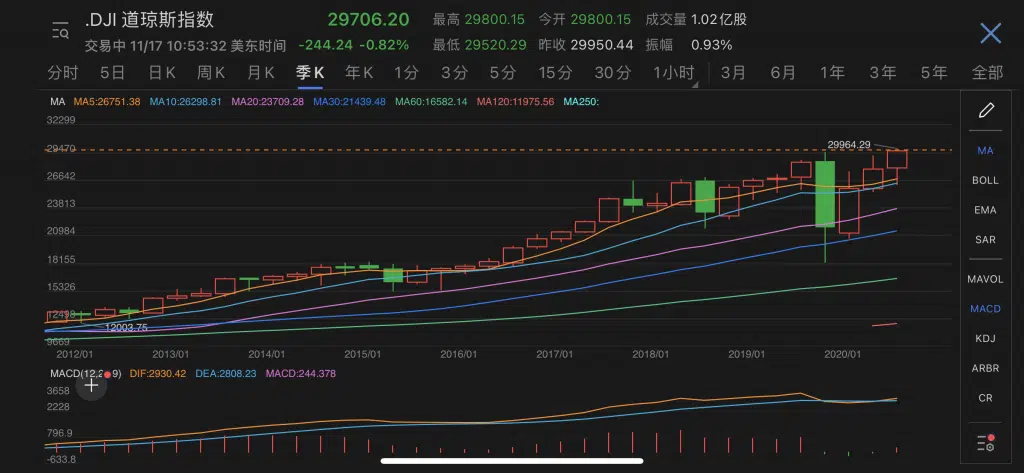 .DJI 道琼斯指数
29706.20
最高 29800.15 今开 29800.15 成交量 1.02亿股
交易中 11/17 10:53:32 美东时间
-244.24 -0.82%
最低 29520.29 昨收 29950.44 振幅 0.93%
分时 5日 日K 周K 月K 季K 年K 1分 3分 5分 15分 30分 1小时 3月 6月 1年 3年 5年 全部
MA MA5:26751.38 MA10:26298.81 MA20:23709.28 MA30:21439.48 MA60:16582.14 MA120:11975.56 MA250:
32299
29470
26642
23813
20984
18155
15326
12498
9669
29964.29
12003.75
2012/01 2013/01 2014/01 2015/01 2016/01 2017/01 2018/01 2019/01 2020/01
MACD(12,2 9) DIF:2930.42 DEA:2808.23 MACD:244.378
3658
2228
796.9
-633.8
MA
BOLL
EMA
SAR
MAVOL
MACD
KDJ
ARBR
CR